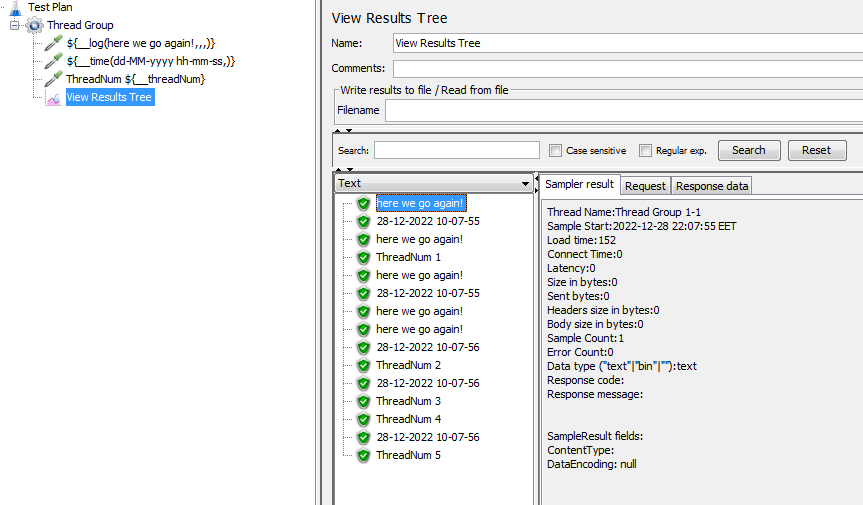 Test Plan
Thread Group
${__log(here we go again!,,,)}
${__time(dd-MM-yyyy hh-mm-ss,)}
ThreadNum ${__threadNum}
View Results Tree
View Results Tree
Name: View Results Tree
Comments:
Write results to file / Read from file
Filename
Search: Case sensitive Regular exp. Search Reset
Text
here we go again!
28-12-2022 10-07-55
here we go again!
ThreadNum 1
here we go again!
28-12-2022 10-07-55
here we go again!
here we go again!
28-12-2022 10-07-56
ThreadNum 2
28-12-2022 10-07-56
ThreadNum 3
ThreadNum 4
28-12-2022 10-07-56
ThreadNum 5
Sampler result Request Response data
Thread Name:Thread Group 1-1
Sample Start:2022-12-28 22:07:55 EET
Load time:152
Connect Time:0
Latency:0
Size in bytes:0
Sent bytes:0
Headers size in bytes:0
Body size in bytes:0
Sample Count:1
Error Count:0
Data type ("text"|"bin"|""):text
Response code:
Response message:
SampleResult fields:
ContentType:
DataEncoding: null